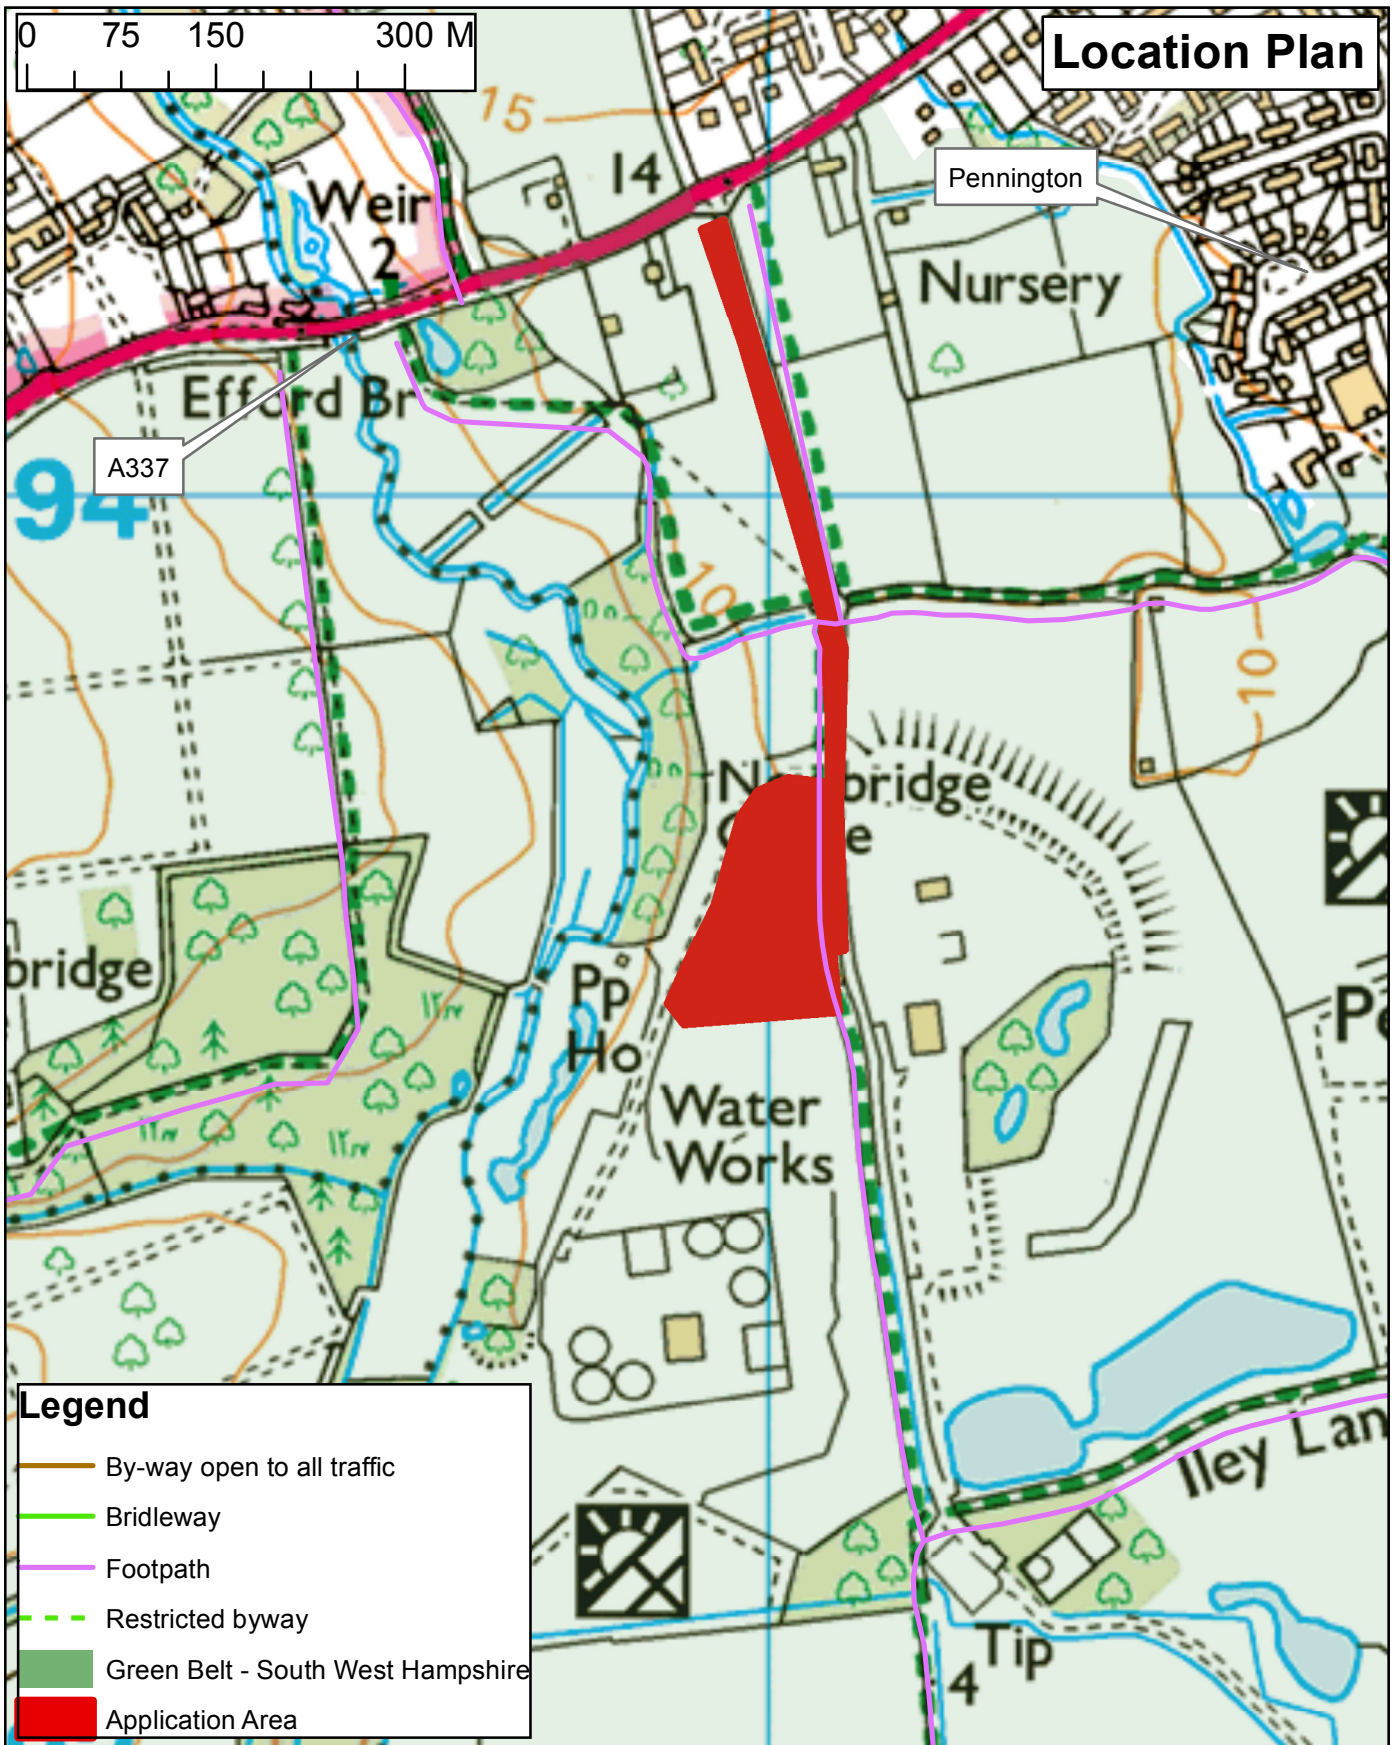 0 75 150 300 M
Location Plan
15
14
Pennington
Weir
2
Nursery
Efford Br
A337
94
10
10
bridge
Pp
Ho
Water
Works
Iley Lan
Tip
4
Legend
By-way open to all traffic
Bridleway
Footpath
Restricted byway
Green Belt - South West Hampshire
Application Area